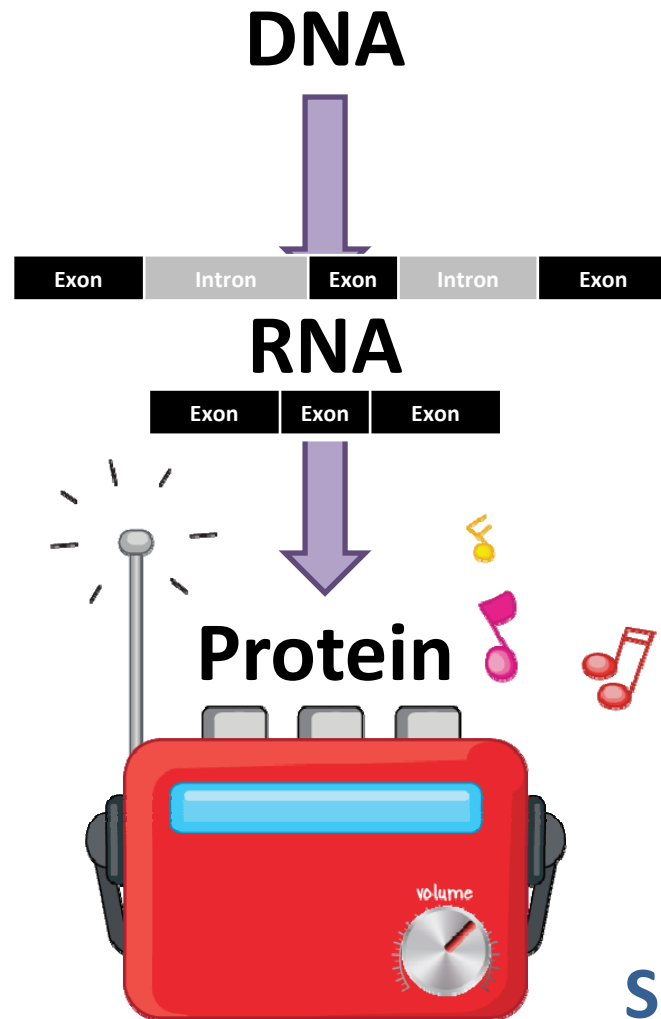 DNA
Exon Intron Exon Intron Exon
RNA
Exon Exon Exon
Protein
volume
S